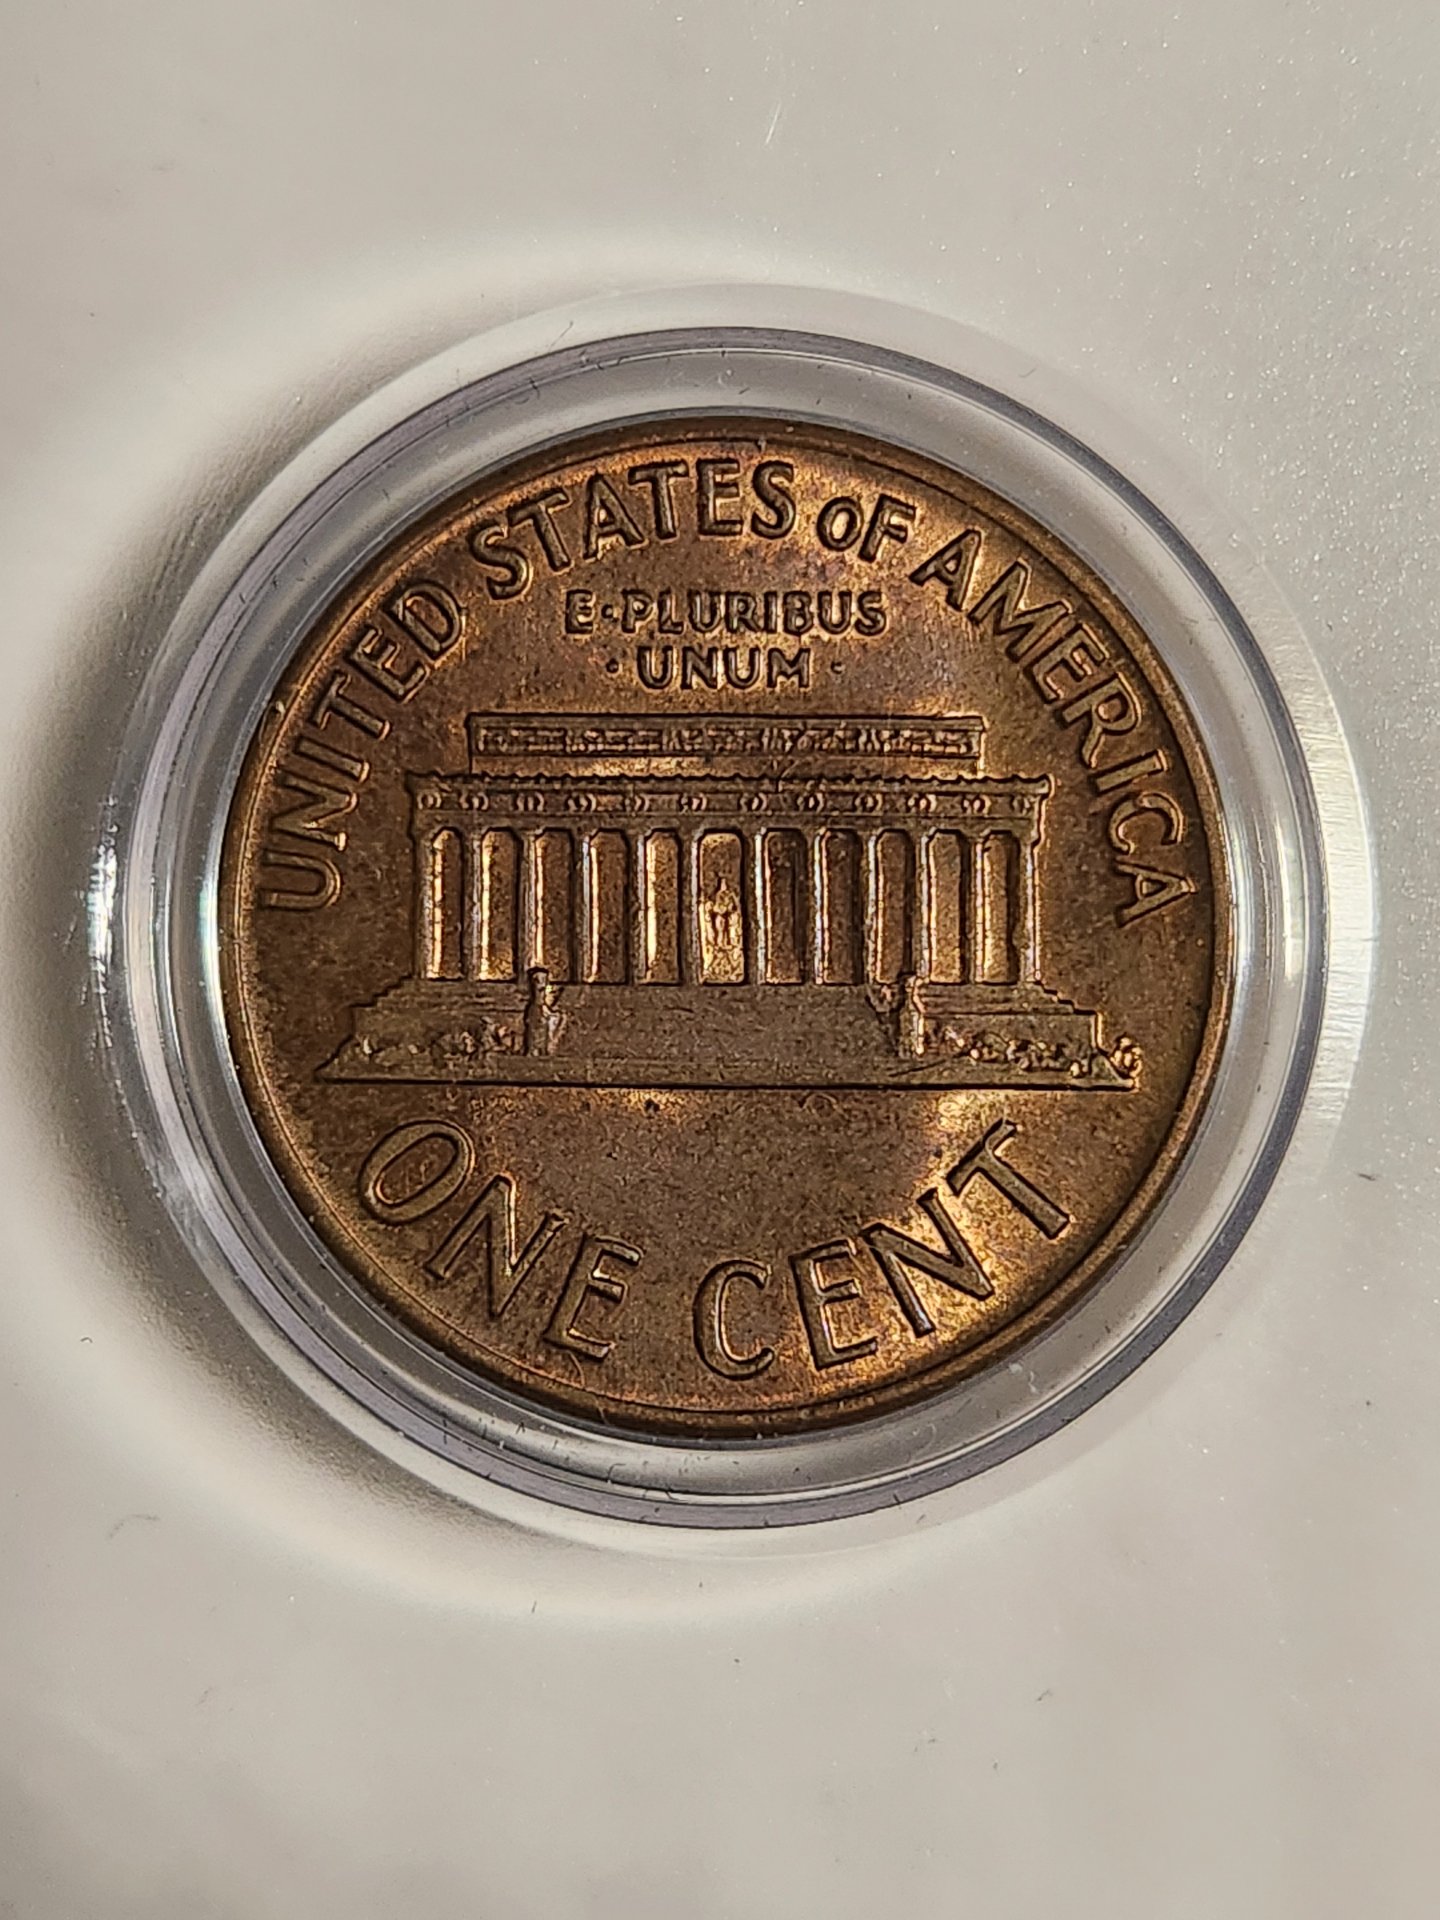 UNITED STATES OF AMERICA
E·PLURIBUS
·UNUM·
ONE CENT